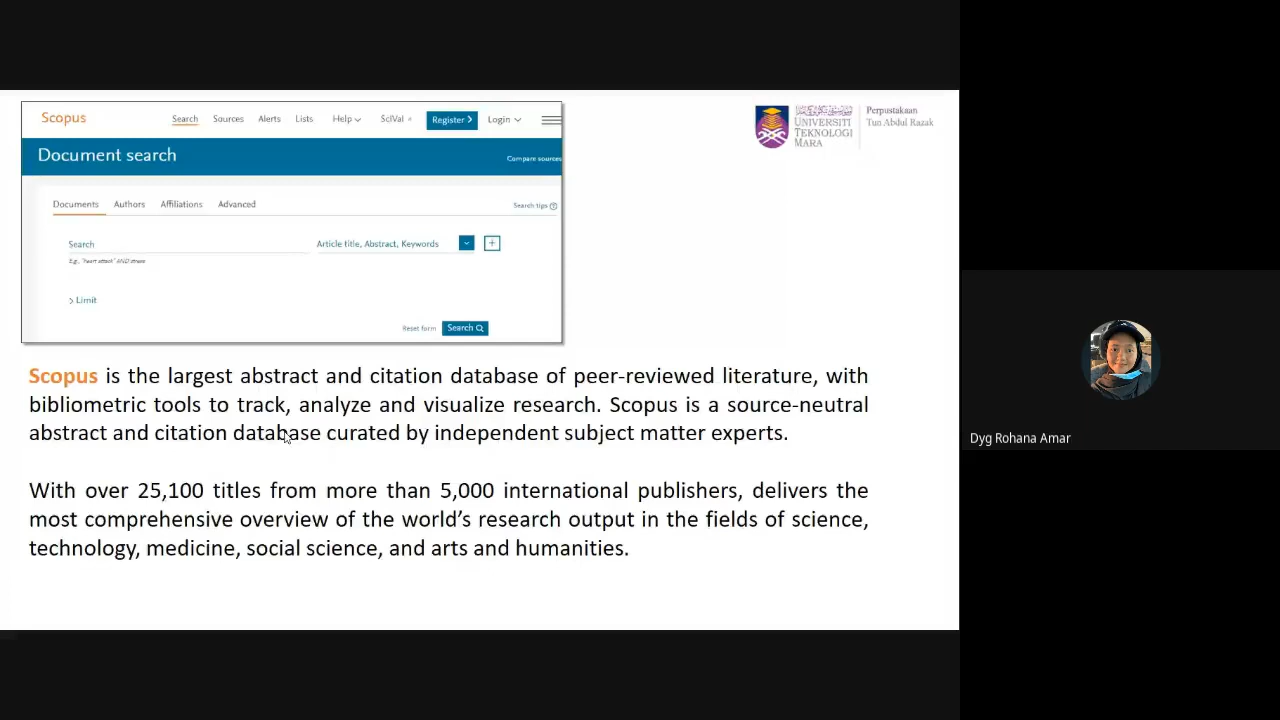 Scopus
Search Sources Alerts Lists Help SciVal Register Login
Document search
Compare sources
Documents Authors Affiliations Advanced
Search tips
Search
Article title, Abstract, Keywords
E.g., "heart attack" AND stress
Limit
Reset form
Search
UNIVERSITI
TEKNOLOGI
MARA
Perpustakaan
Tun Abdul Razak
Scopus is the largest abstract and citation database of peer-reviewed literature, with
bibliometric tools to track, analyze and visualize research. Scopus is a source-neutral
abstract and citation database curated by independent subject matter experts.
With over 25,100 titles from more than 5,000 international publishers, delivers the
most comprehensive overview of the world's research output in the fields of science,
technology, medicine, social science, and arts and humanities.
Dyg Rohana Amar